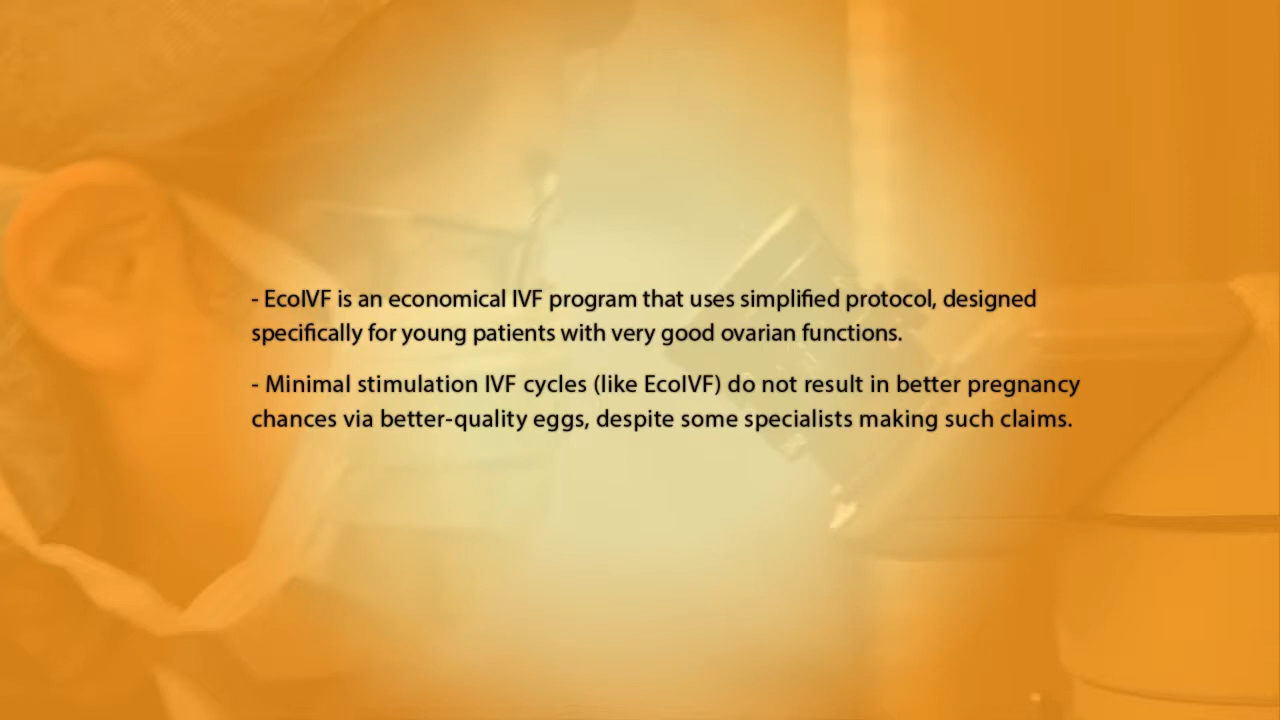 - EcoIVF is an economical IVF program that uses simplified protocol, designed
specifically for young patients with very good ovarian functions.
- Minimal stimulation IVF cycles (like EcoIVF) do not result in better pregnancy
chances via better-quality eggs, despite some specialists making such claims.